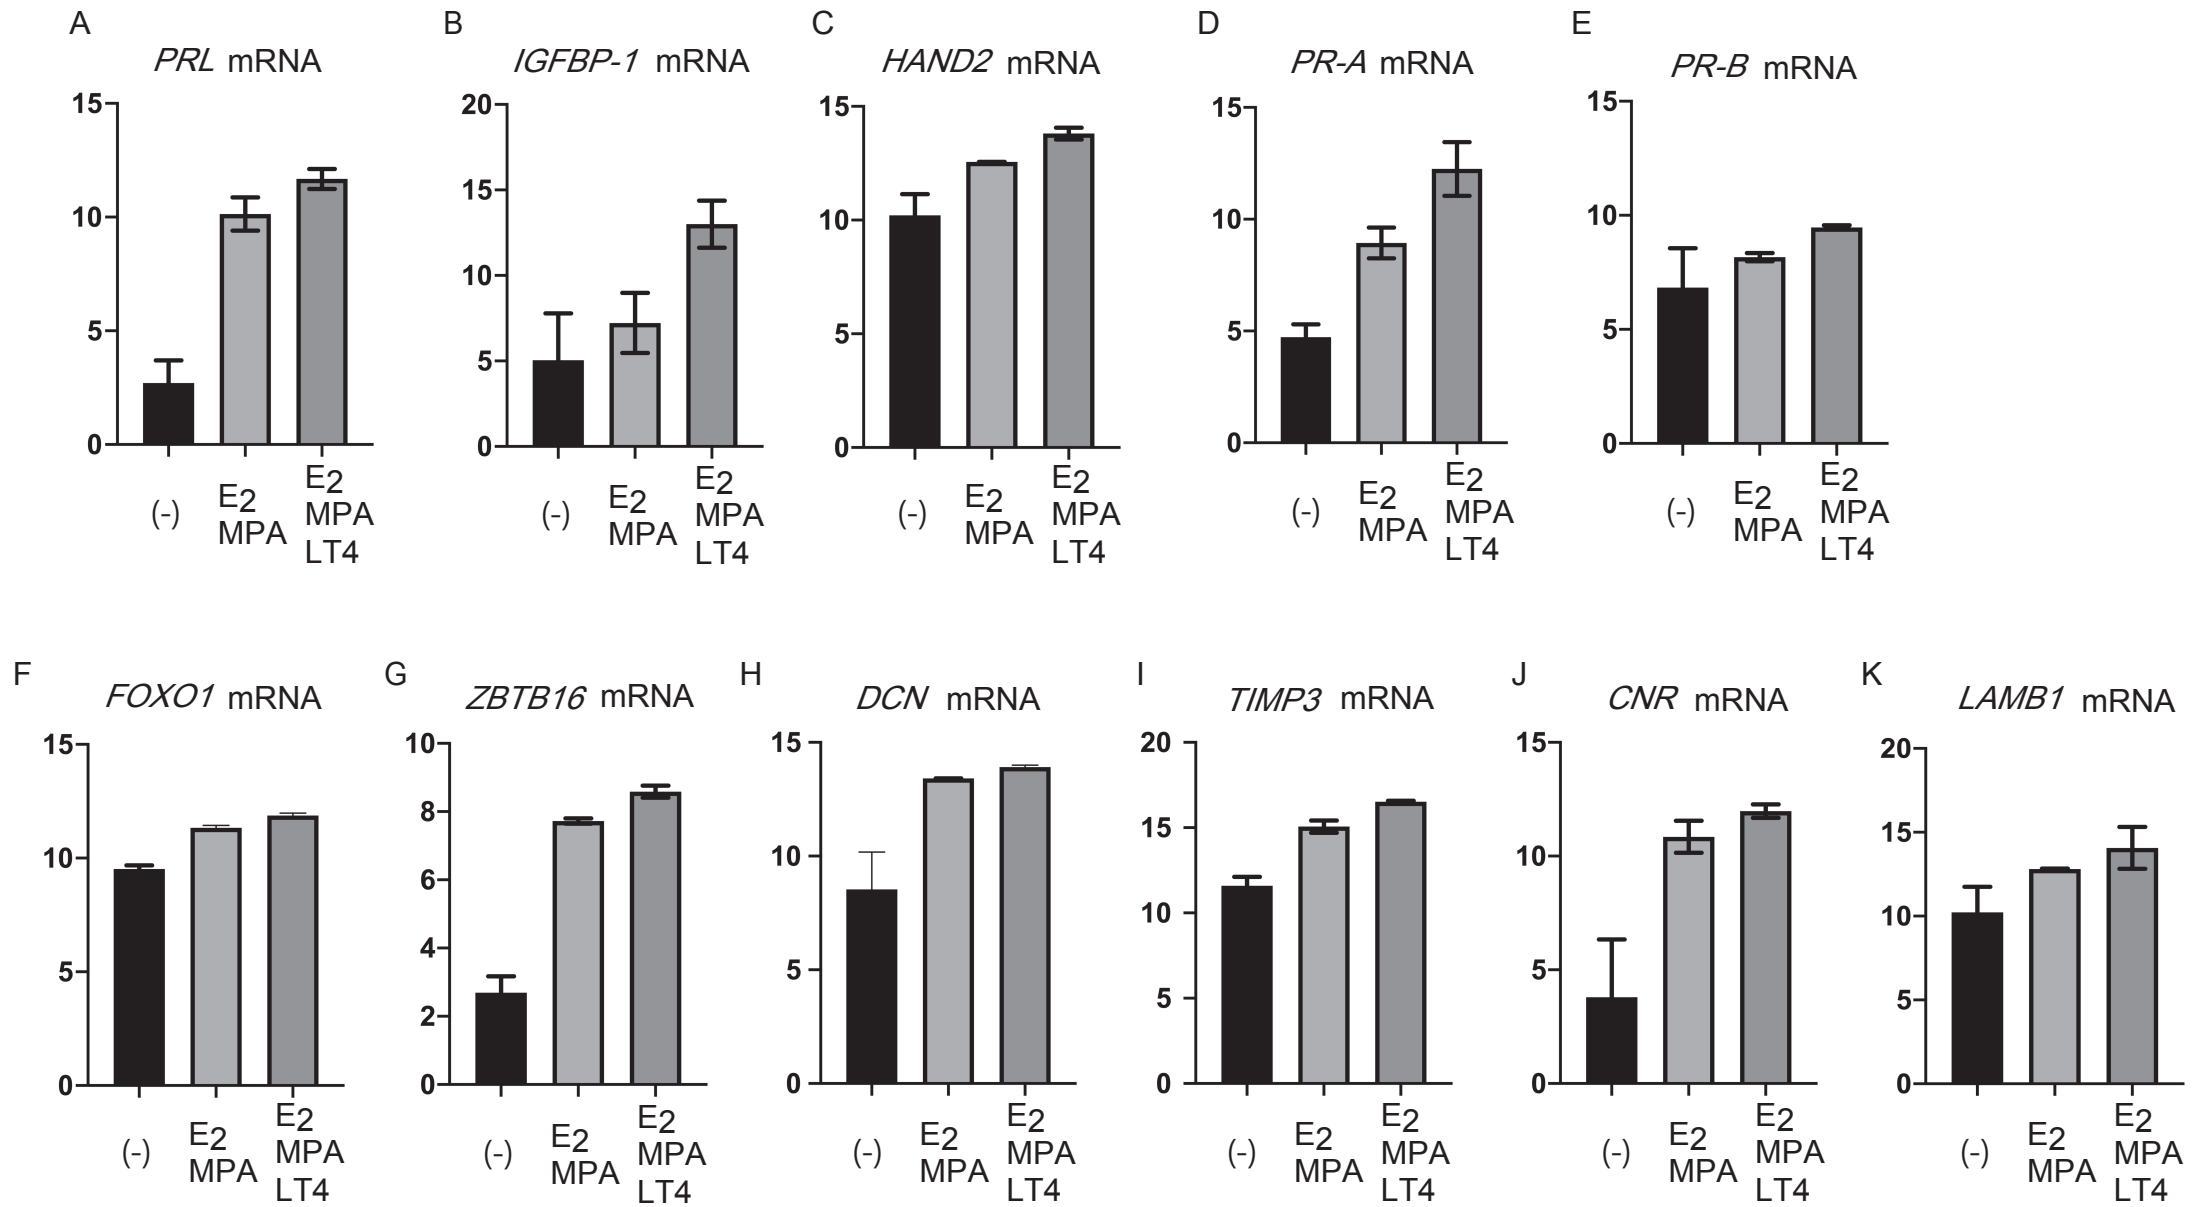 A
PRL mRNA
15
10
5
0
(-)
E2
MPA
E2
MPA
LT4
B
IGFBP-1 mRNA
20
15
10
5
0
(-)
E2
MPA
E2
MPA
LT4
C
HAND2 mRNA
15
10
5
0
(-)
E2
MPA
E2
MPA
LT4
D
PR-A mRNA
15
10
5
0
(-)
E2
MPA
E2
MPA
LT4
E
PR-B mRNA
15
10
5
0
(-)
E2
MPA
E2
MPA
LT4
F
FOXO1 mRNA
15
10
5
0
(-)
E2
MPA
E2
MPA
LT4
G
ZBTB16 mRNA
10
8
6
4
2
0
(-)
E2
MPA
E2
MPA
LT4
H
DCN mRNA
15
10
5
0
(-)
E2
MPA
E2
MPA
LT4
I
TIMP3 mRNA
20
15
10
5
0
(-)
E2
MPA
E2
MPA
LT4
J
CNR mRNA
15
10
5
0
(-)
E2
MPA
E2
MPA
LT4
K
LAMB1 mRNA
20
15
10
5
0
(-)
E2
MPA
E2
MPA
LT4